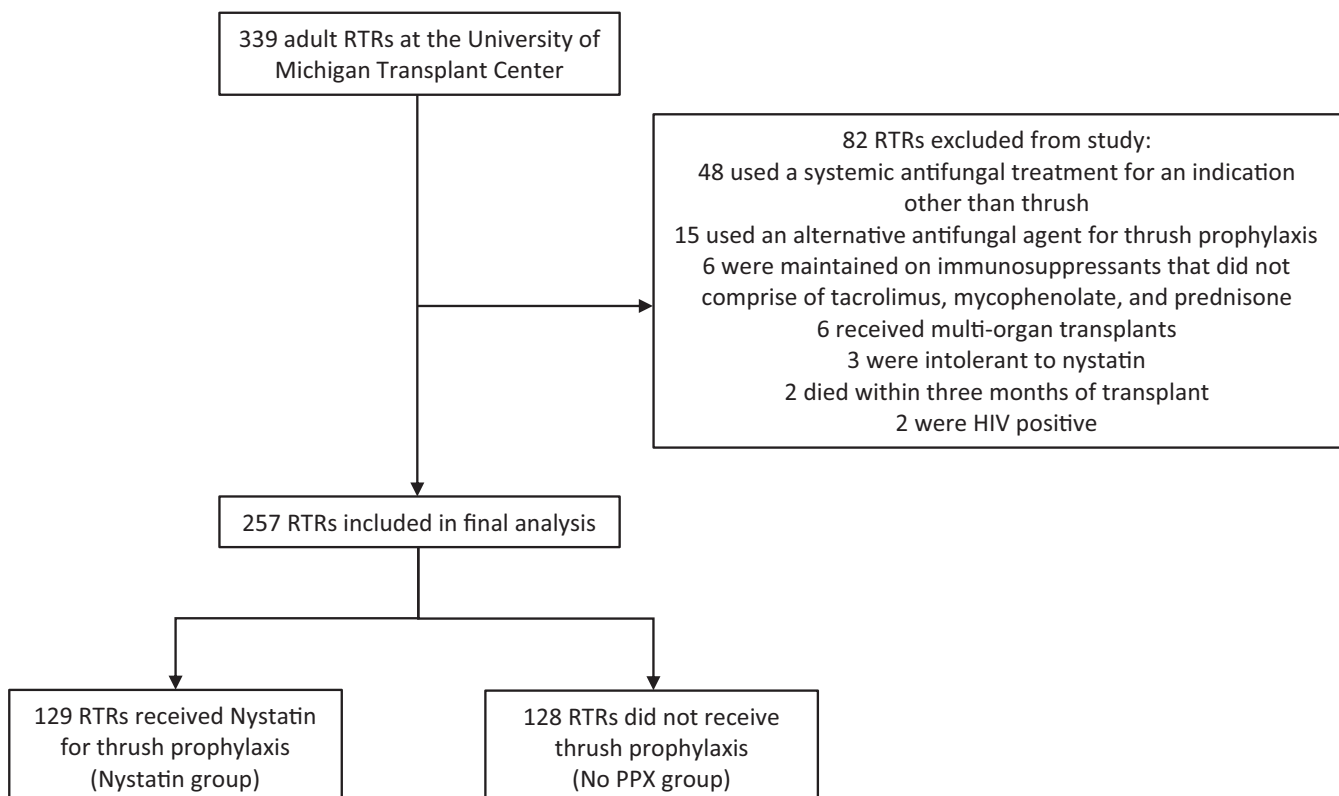 339 adult RTRs at the University of
Michigan Transplant Center
82 RTRs excluded from study:
48 used a systemic antifungal treatment for an indication
other than thrush
15 used an alternative antifungal agent for thrush prophylaxis
6 were maintained on immunosuppressants that did not
comprise of tacrolimus, mycophenolate, and prednisone
6 received multi-organ transplants
3 were intolerant to nystatin
2 died within three months of transplant
2 were HIV positive
257 RTRs included in final analysis
129 RTRs received Nystatin
for thrush prophylaxis
(Nystatin group)
128 RTRs did not receive
thrush prophylaxis
(No PPX group)